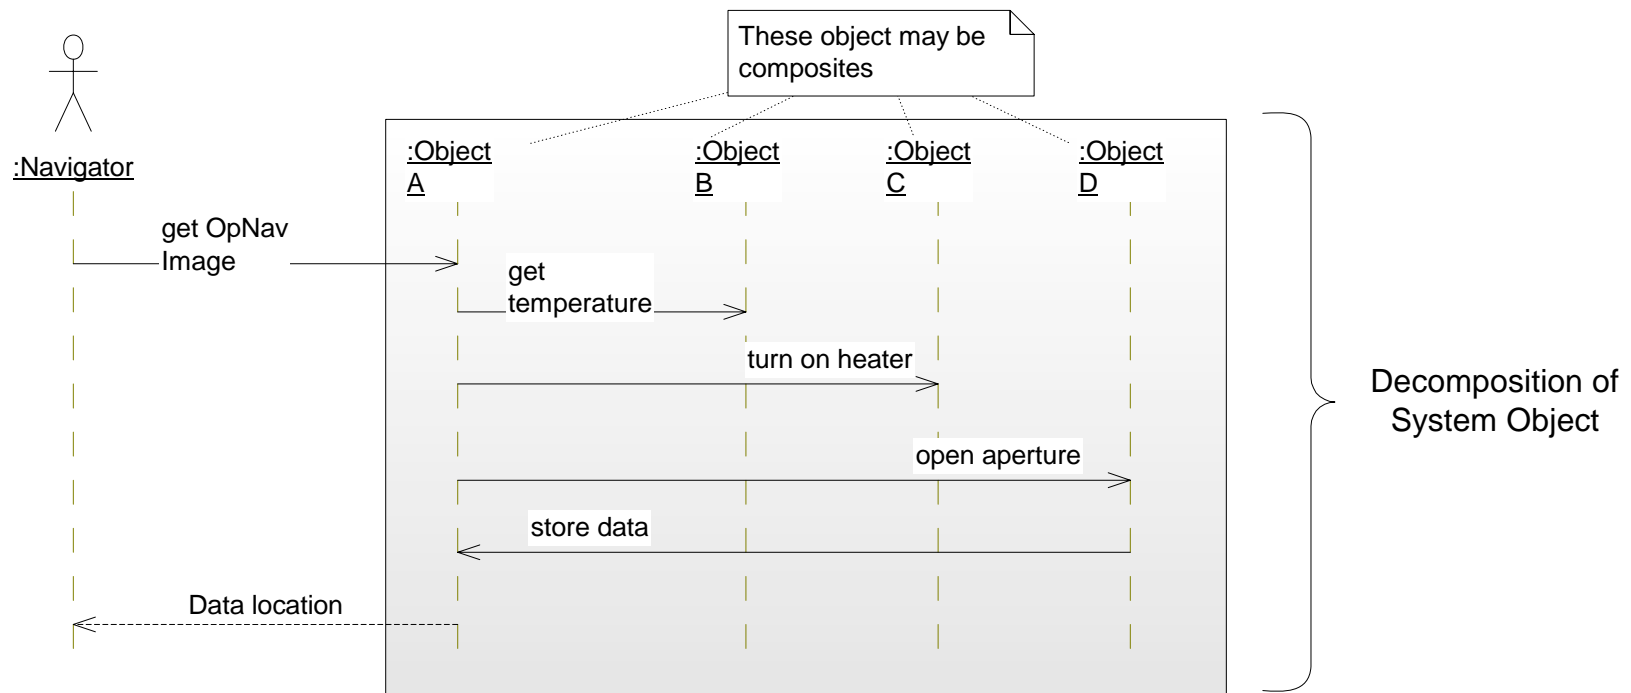 These object may be
composites
:Navigator
:Object
A
:Object
B
:Object
C
:Object
D
get OpNav
Image
get
temperature
turn on heater
open aperture
store data
Data location
Decomposition of
System Object